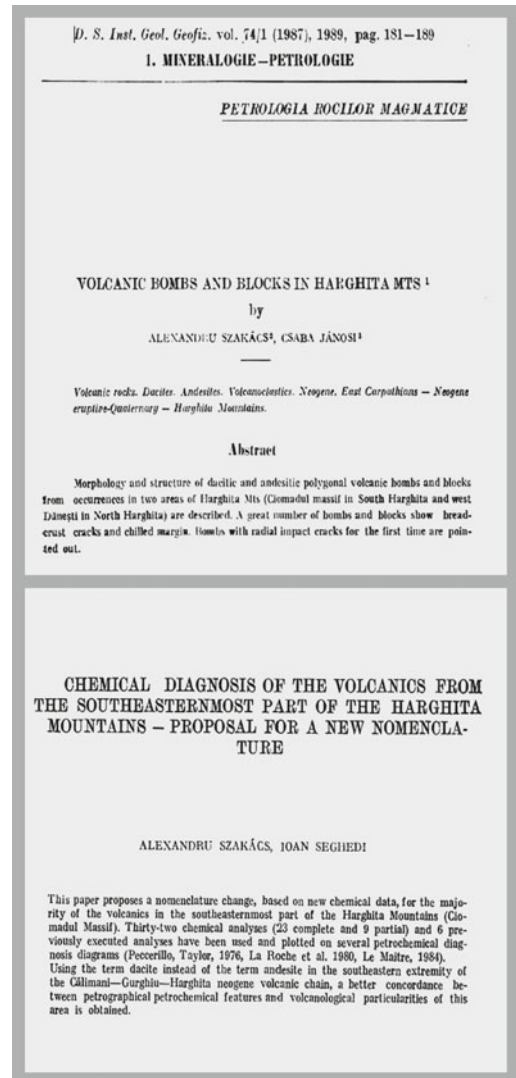 D. S. Inst. Geol. Geofiz. vol. 74/1 (1987), 1989, pag. 181—189
1. MINERALOGIE—PETROLOGIE
PETROLOGIA ROCILOR MAGMATICE
VOLCANIC BOMBS AND BLOCKS IN HARGHITA MTS 1
by
ALEXANDRU SZAKÁCS2, CSABA JÁNOSI3
Volcanic rocks. Dacites. Andesites. Volcanoclastics. Neogene. East Carpathians — Neogene
eruptive-Quaternary — Harghita Mountains.
Abstract
Morphology and structure of dacitic and andesitic polygonal volcanic bombs and blocks
from occurrences in two areas of Harghita Mts (Ciomadul massif in South Harghita and west
Dănești in North Harghita) are described. A great number of bombs and blocks show bread-
crust cracks and chilled margin. Bombs with radial impact cracks for the first time are poin-
ted out.
CHEMICAL DIAGNOSIS OF THE VOLCANICS FROM
THE SOUTHEASTERNMOST PART OF THE HARGHITA
MOUNTAINS — PROPOSAL FOR A NEW NOMENCLA-
TURE
ALEXANDRU SZAKÁCS, IOAN SEGHEDI
This paper proposes a nomenclature change, based on new chemical data, for the majo-
rity of the volcanics in the southeasternmost part of the Harghita Mountains (Cio-
madul Massif). Thirty-two chemical analyses (23 complete and 9 partial) and 6 pre-
viously executed analyses have been used and plotted on several petrochemical diag-
nosis diagrams (Peccerillo, Taylor, 1976, La Roche et al. 1980, Le Maitre, 1984).
Using the term dacite instead of the term andesite in the southeastern extremity of
the Călimani—Gurghiu—Harghita neogene volcanic chain, a better concordance be-
tween petrographical petrochemical features and volcanological particularities of this
area is obtained.